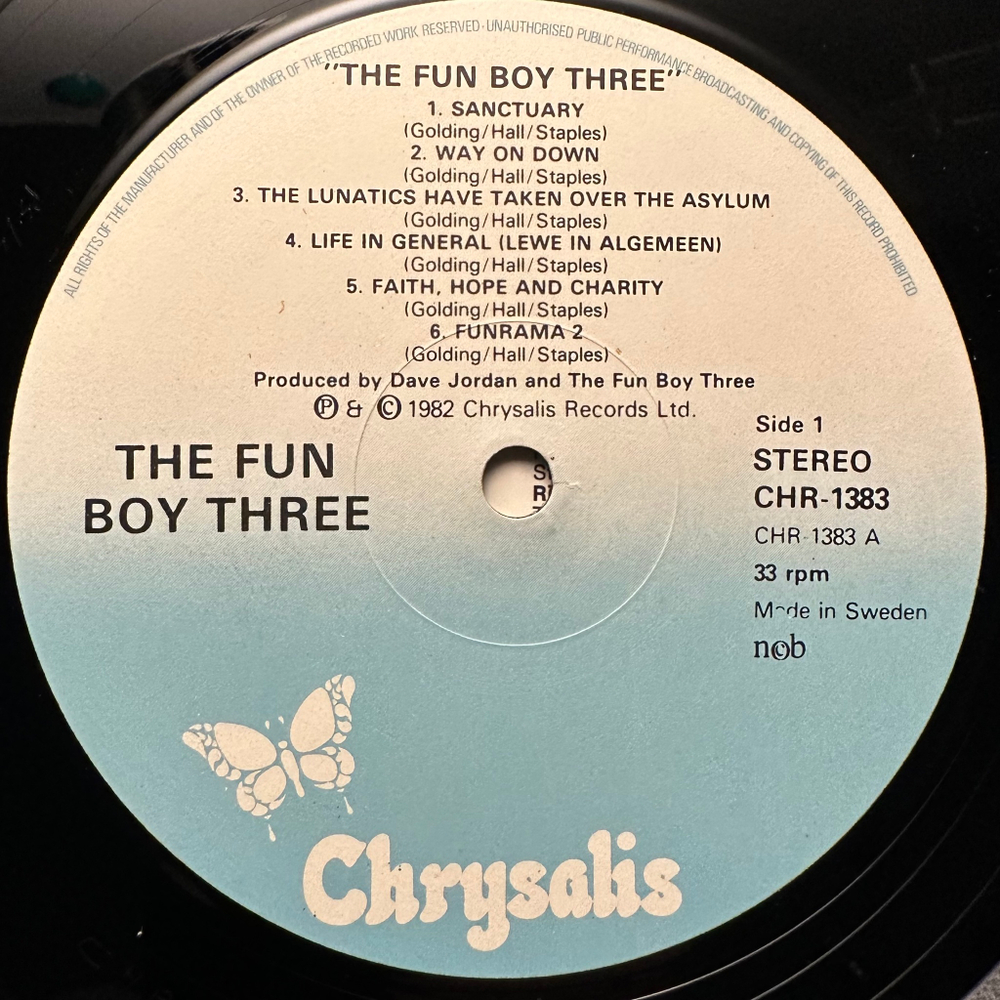 ALL RIGHTS OF THE MANUFACTURER AND OF THE OWNER OF THE RECORDED WORK RESERVED · UNAUTHORISED PUBLIC PERFORMANCE BROADCASTING AND COPYING OF THIS RECORD PROHIBITED
"THE FUN BOY THREE"
1. SANCTUARY
(Golding/Hall/Staples)
2. WAY ON DOWN
(Golding/Hall/Staples)
3. THE LUNATICS HAVE TAKEN OVER THE ASYLUM
(Golding/Hall/Staples)
4. LIFE IN GENERAL (LEWE IN ALGEMEEN)
(Golding/Hall/Staples)
5. FAITH, HOPE AND CHARITY
(Golding/Hall/Staples)
6. FUNRAMA 2
(Golding/Hall/Staples)
Produced by Dave Jordan and The Fun Boy Three
Ⓟ & © 1982 Chrysalis Records Ltd.
THE FUN
BOY THREE
Side 1
STEREO
CHR-1383
CHR-1383 A
33 rpm
Made in Sweden
n©b
Chrysalis